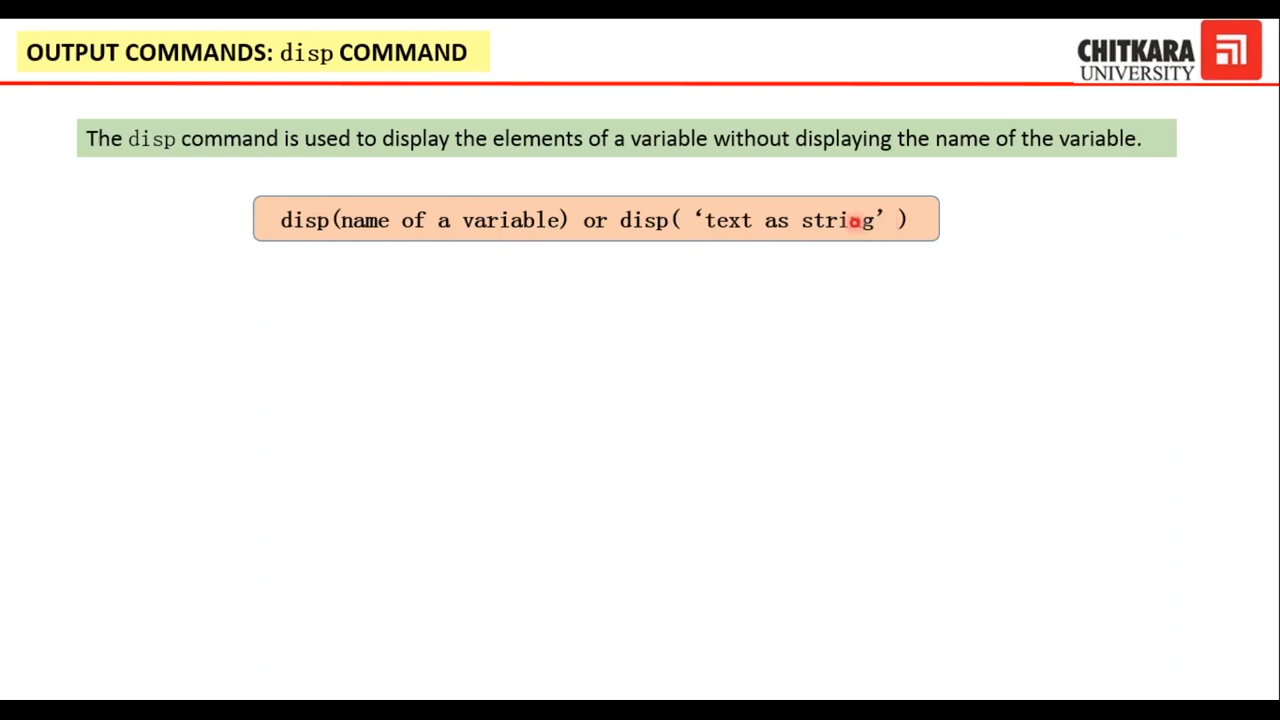 OUTPUT COMMANDS: disp COMMAND
CHITKARA
UNIVERSITY
The disp command is used to display the elements of a variable without displaying the name of the variable.
disp(name of a variable) or disp( ‘text as string’ )